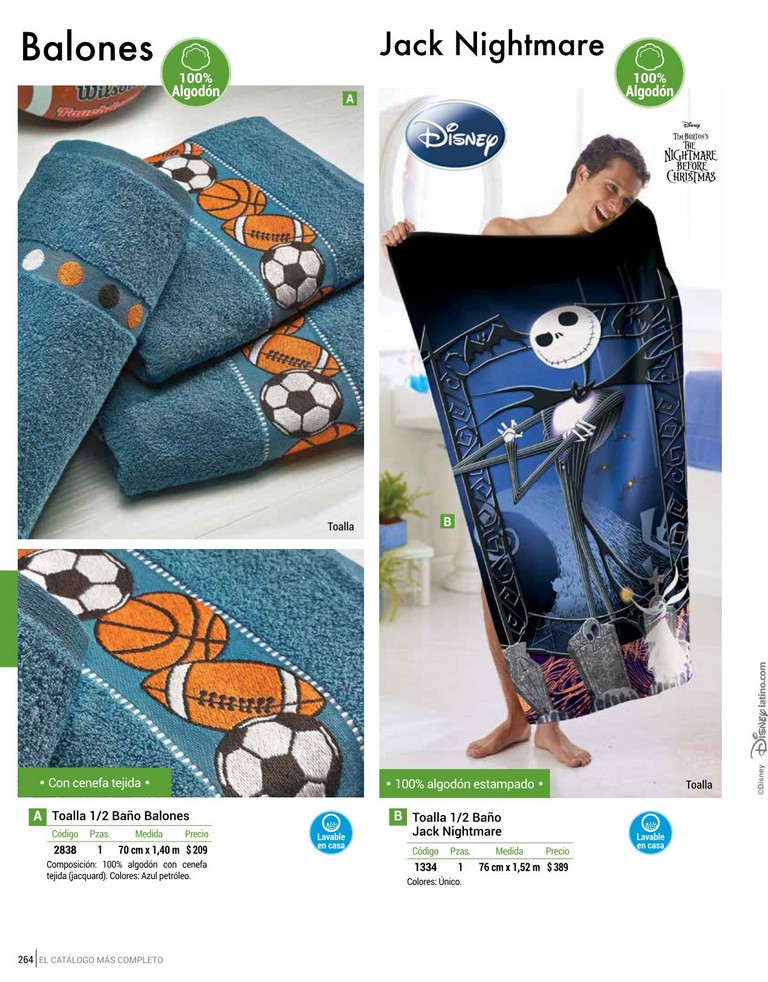 Balones
100%
Algodón
Jack Nightmare
100%
Algodón
Wilson
Touchdown
A
Disney
Disney
TIM BURTON'S
THE
NIGHTMARE
BEFORE
CHRISTMAS
B
Toalla
• Con cenefa tejida •
• 100% algodón estampado •
Toalla
©Disney DISNEYlatino.com
A Toalla 1/2 Baño Balones
Código Pzas. Medida Precio
2838 1 70 cm x 1,40 m $ 209
Composición: 100% algodón con cenefa
tejida (jacquard). Colores: Azul petróleo.
Lavable
en casa
B Toalla 1/2 Baño
Jack Nightmare
Código Pzas. Medida Precio
1334 1 76 cm x 1,52 m $ 389
Colores: Único.
Lavable
en casa
264 EL CATÁLOGO MÁS COMPLETO